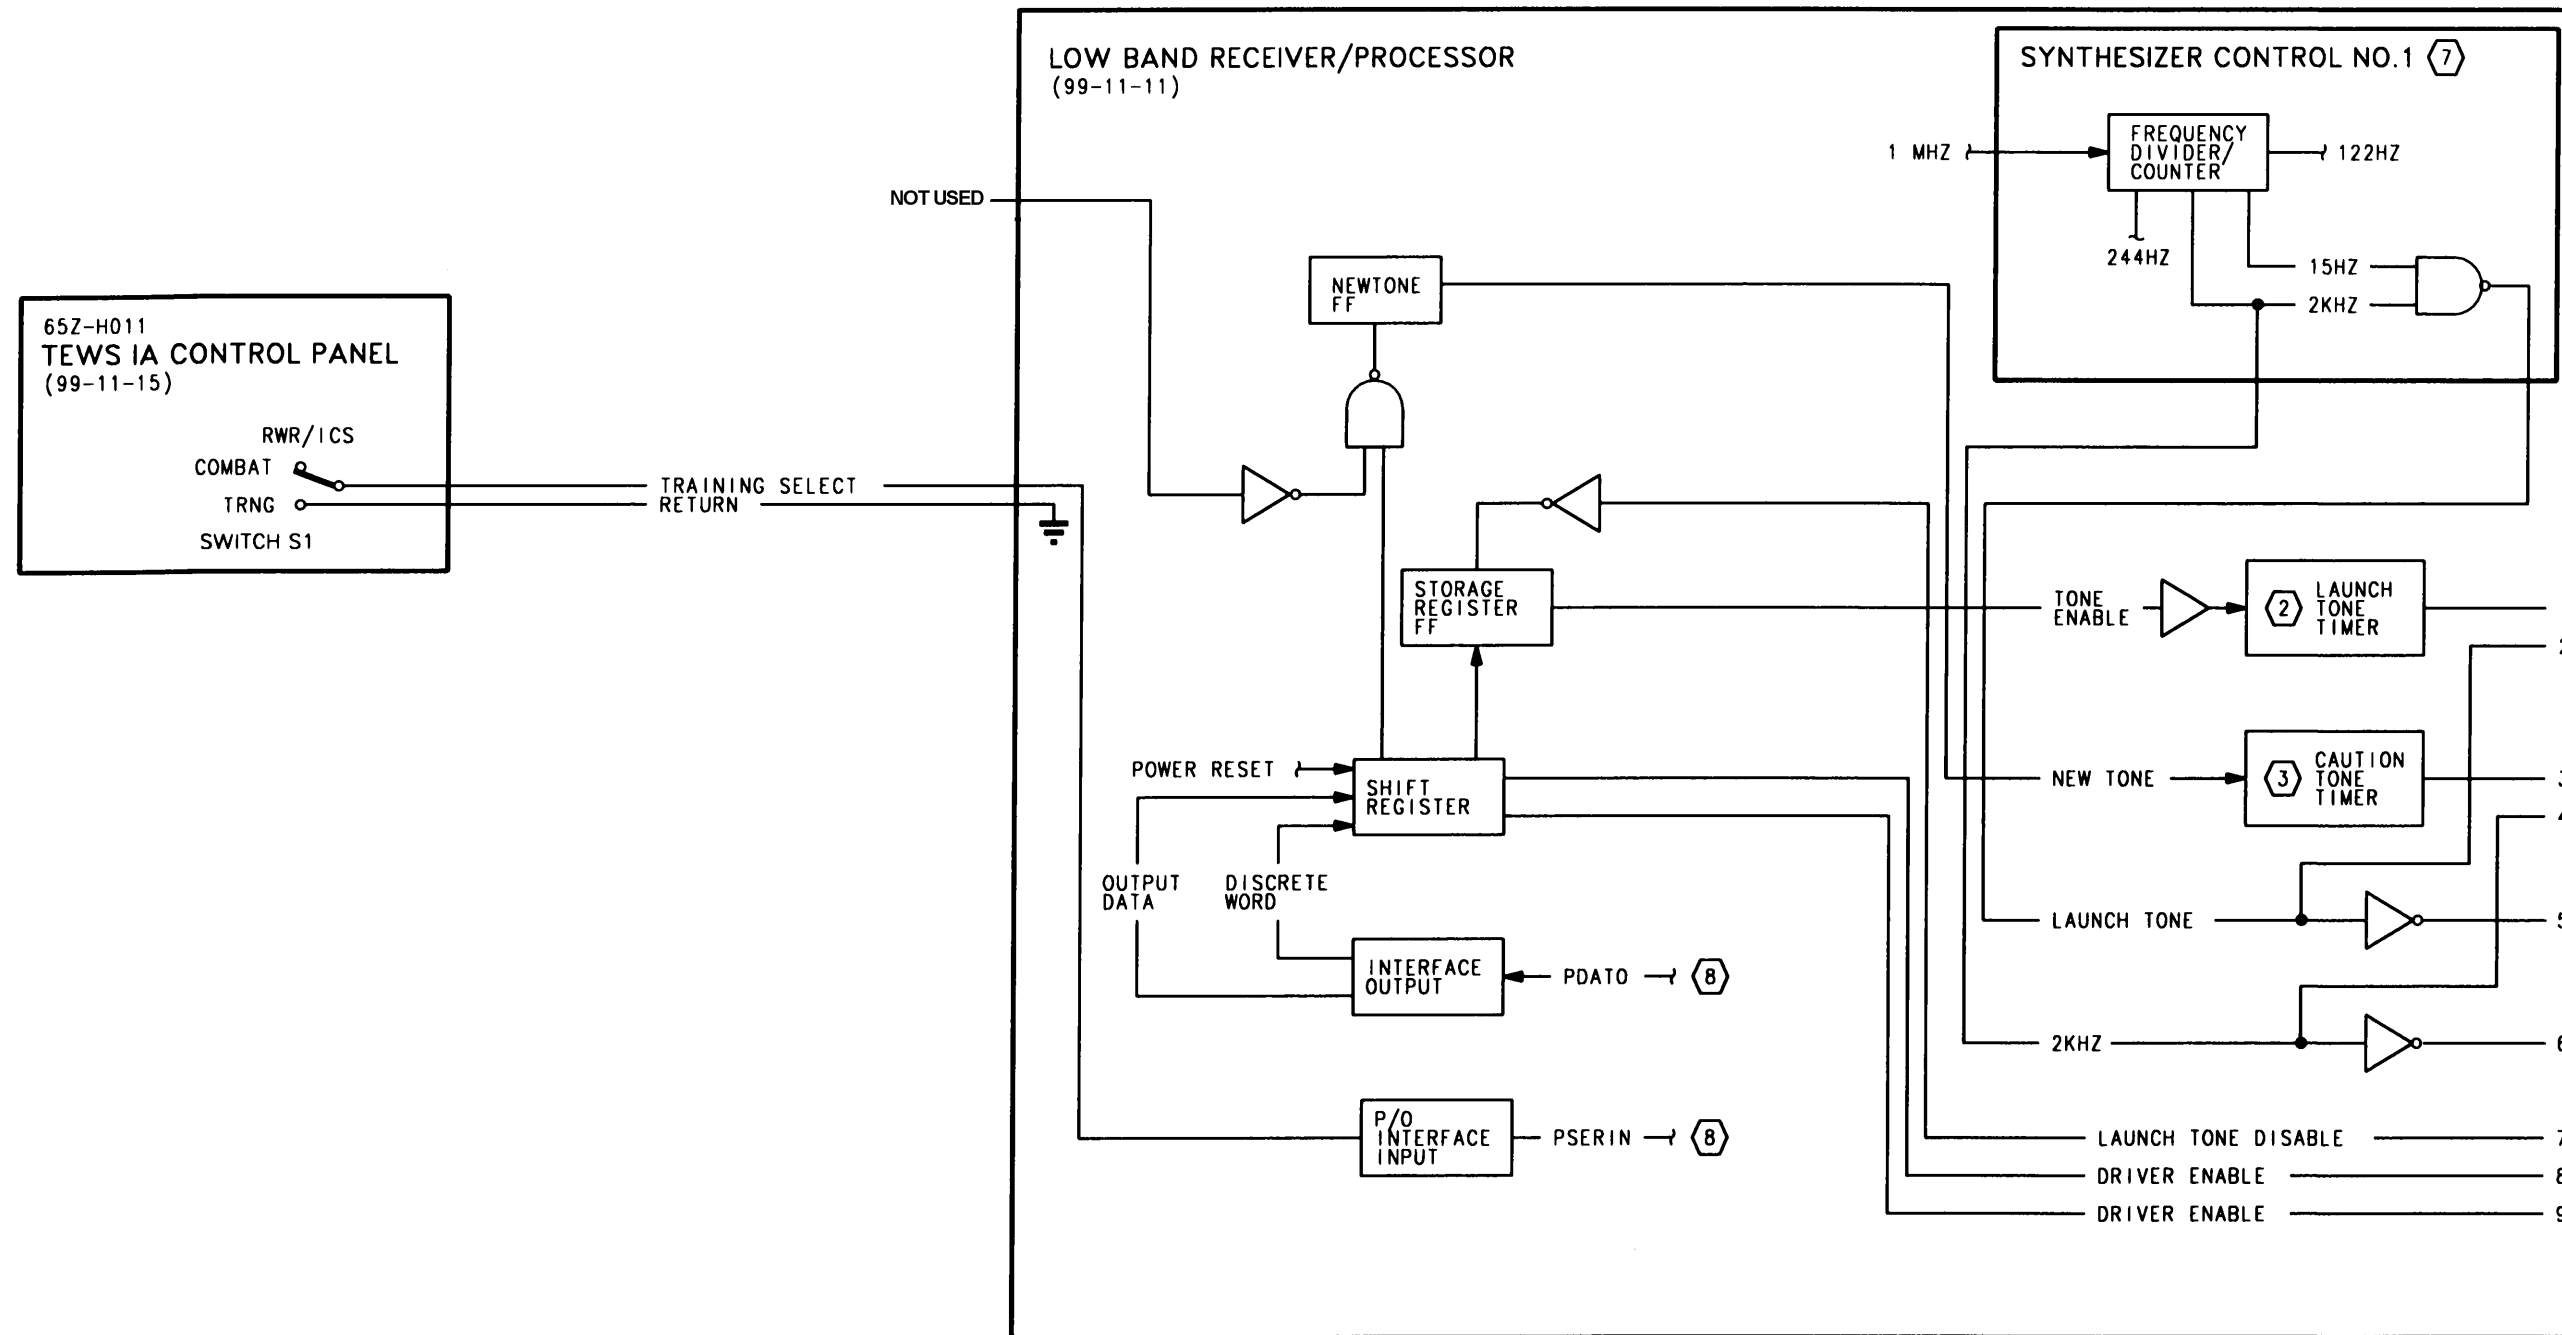 LOW BAND RECEIVER/PROCESSOR
(99-11-11)
SYNTHESIZER CONTROL NO.1 7
1 MHZ
FREQUENCY
DIVIDER/
COUNTER
122HZ
244HZ
15HZ
2KHZ
NOT USED
NEWTONE
FF
65Z-H011
TEWS IA CONTROL PANEL
(99-11-15)
RWR/ICS
COMBAT
TRNG
SWITCH S1
TRAINING SELECT
RETURN
STORAGE
REGISTER
FF
TONE
ENABLE
2
LAUNCH
TONE
TIMER
POWER RESET
SHIFT
REGISTER
NEW TONE
3
CAUTION
TONE
TIMER
OUTPUT
DATA
DISCRETE
WORD
LAUNCH TONE
INTERFACE
OUTPUT
PDATO
8
2KHZ
P/O
INTERFACE
INPUT
PSERIN
8
LAUNCH TONE DISABLE
DRIVER ENABLE
DRIVER ENABLE